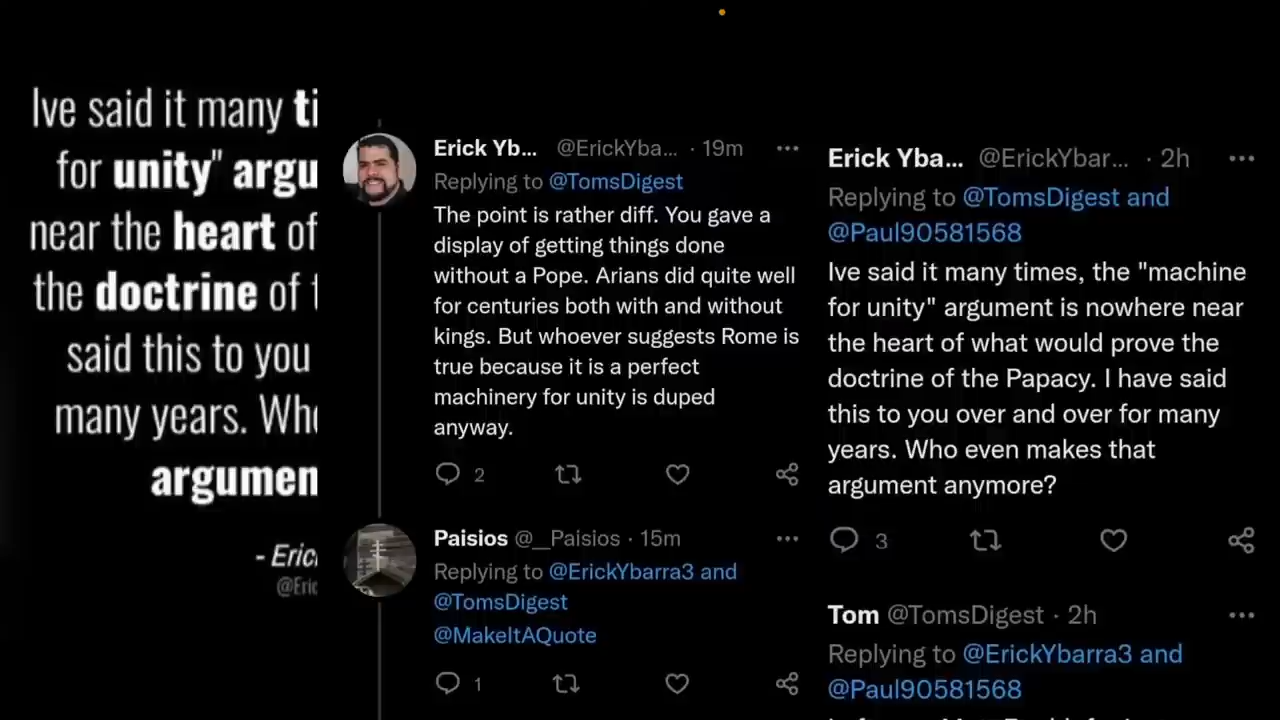 Ive said it many
for unity" argu
near the heart of
the doctrine of
said this to you
many years. Who
argumen
- Eric
@Eric
Erick Yb... @ErickYba... · 19m
Replying to @TomsDigest
The point is rather diff. You gave a
display of getting things done
without a Pope. Arians did quite well
for centuries both with and without
kings. But whoever suggests Rome is
true because it is a perfect
machinery for unity is duped
anyway.
2
Paisios @__Paisios · 15m
Replying to @ErickYbarra3 and
@TomsDigest
@MakeItAQuote
1
Erick Yba... @ErickYbar... · 2h
Replying to @TomsDigest and
@Paul90581568
Ive said it many times, the "machine
for unity" argument is nowhere near
the heart of what would prove the
doctrine of the Papacy. I have said
this to you over and over for many
years. Who even makes that
argument anymore?
3
Tom @TomsDigest · 2h
Replying to @ErickYbarra3 and
@Paul90581568